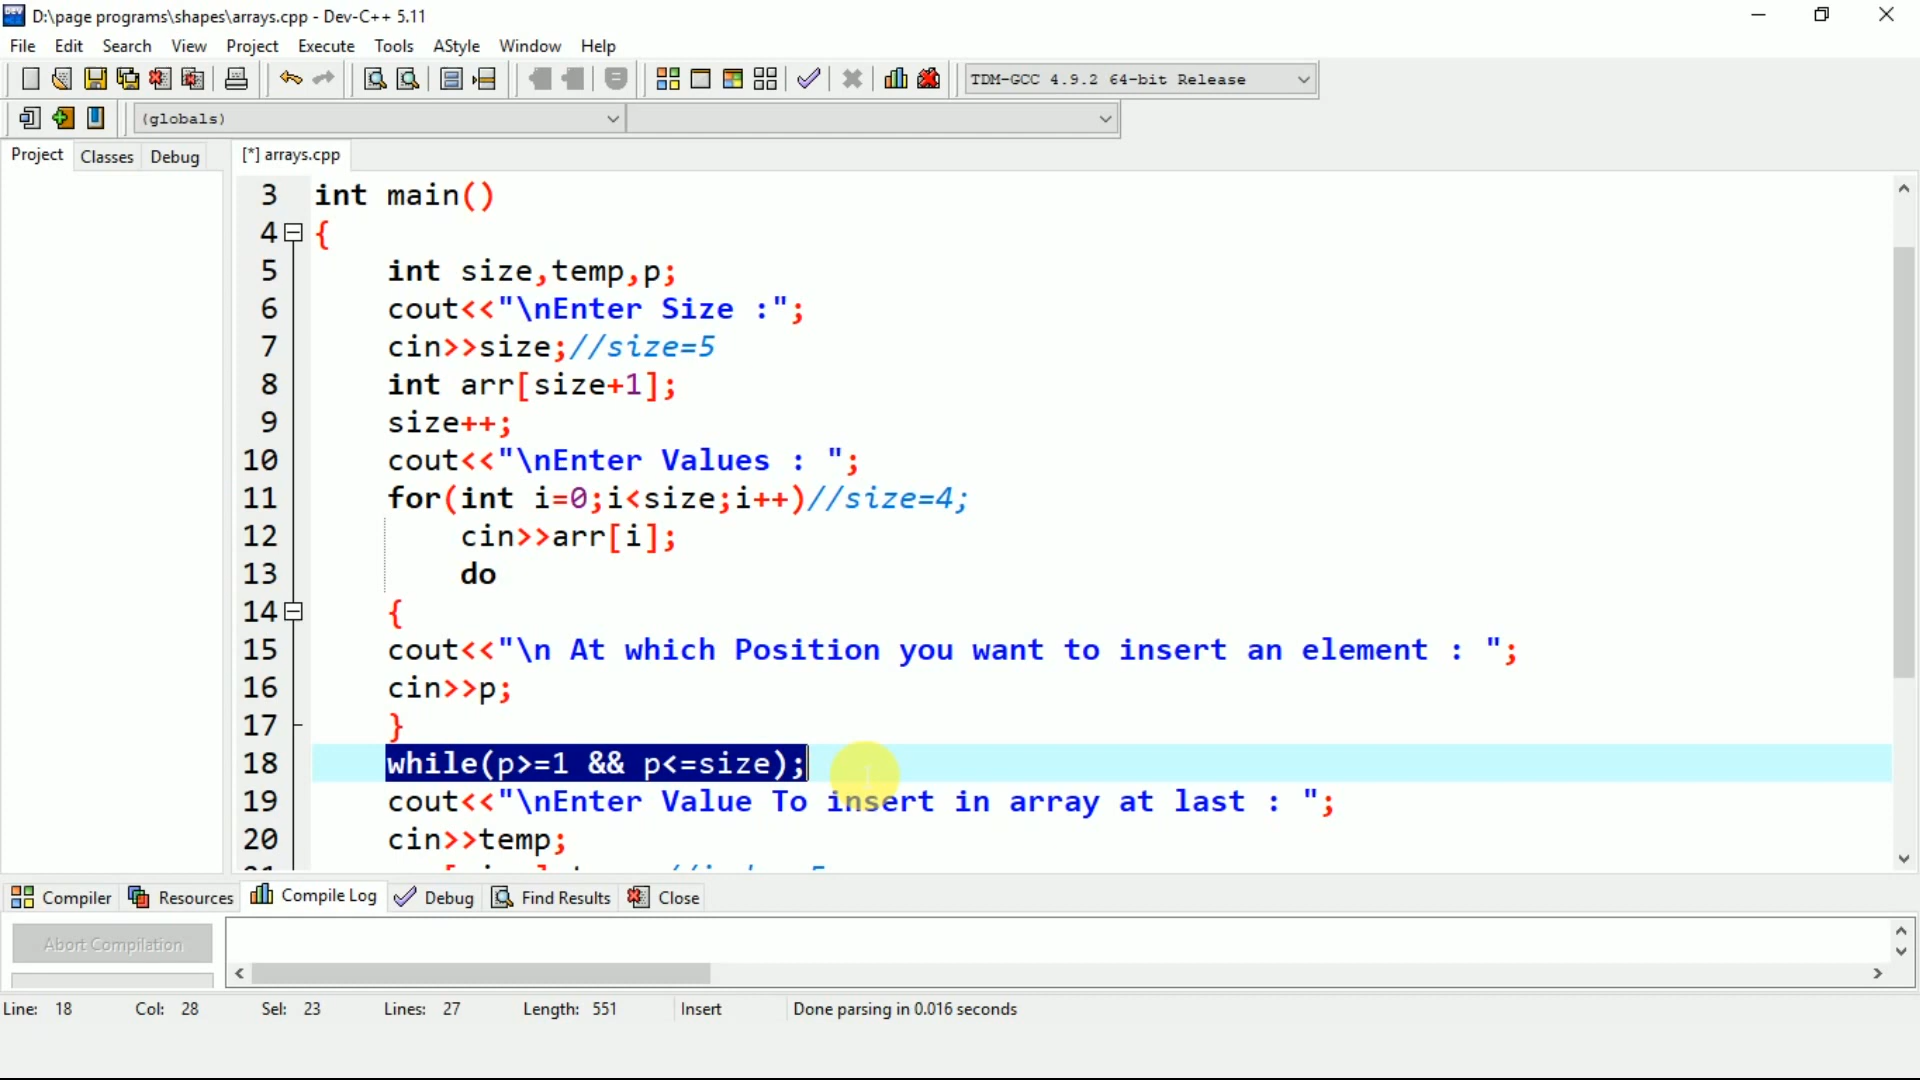 D:\page programs\shapes\arrays.cpp - Dev-C++ 5.11
File Edit Search View Project Execute Tools AStyle Window Help
TDM-GCC 4.9.2 64-bit Release
(globals)
Project Classes Debug [*] arrays.cpp
3 int main()
4 {
5 int size,temp,p;
6 cout<<"\nEnter Size :";
7 cin>>size;//size=5
8 int arr[size+1];
9 size++;
10 cout<<"\nEnter Values : ";
11 for(int i=0;i<size;i++)//size=4;
12 cin>>arr[i];
13 do
14 {
15 cout<<"\n At which Position you want to insert an element : ";
16 cin>>p;
17 }
18 while(p>=1 && p<=size);
19 cout<<"\nEnter Value To insert in array at last : ";
20 cin>>temp;
Compiler Resources Compile Log Debug Find Results Close
Abort Compilation
Line: 18 Col: 28 Sel: 23 Lines: 27 Length: 551 Insert Done parsing in 0.016 seconds